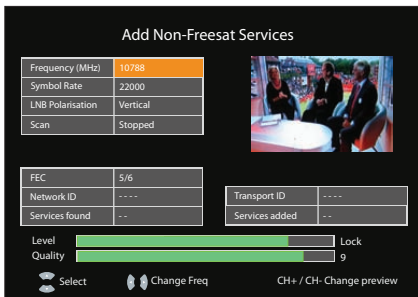 Add Non-Freesat Services
Frequency (MHz) 10788
Symbol Rate 22000
LNB Polarisation Vertical
Scan Stopped
FEC 5/6
Network ID - - - -
Transport ID - - - -
Services found - -
Services added - -
Level Lock
Quality 9
Select Change Freq CH+ / CH- Change preview